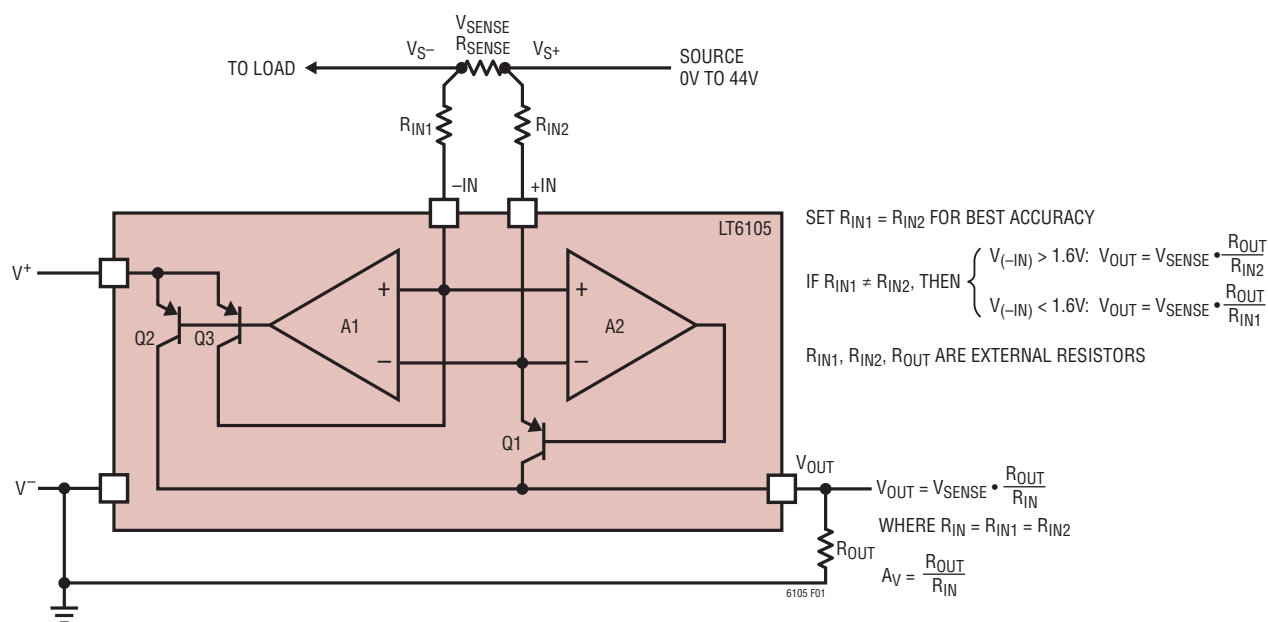 VSENSE
RSENSE
VS–
VS+
TO LOAD
SOURCE
0V TO 44V
RIN1
RIN2
–IN
+IN
LT6105
V+
Q2
Q3
+
–
A1
+
–
A2
Q1
V–
VOUT
ROUT
SET RIN1 = RIN2 FOR BEST ACCURACY
IF RIN1 ≠ RIN2, THEN
V(–IN) > 1.6V: VOUT = VSENSE • ROUT/RIN2
V(–IN) < 1.6V: VOUT = VSENSE • ROUT/RIN1
RIN1, RIN2, ROUT ARE EXTERNAL RESISTORS
VOUT = VSENSE • ROUT/RIN
WHERE RIN = RIN1 = RIN2
AV = ROUT/RIN
6105 F01